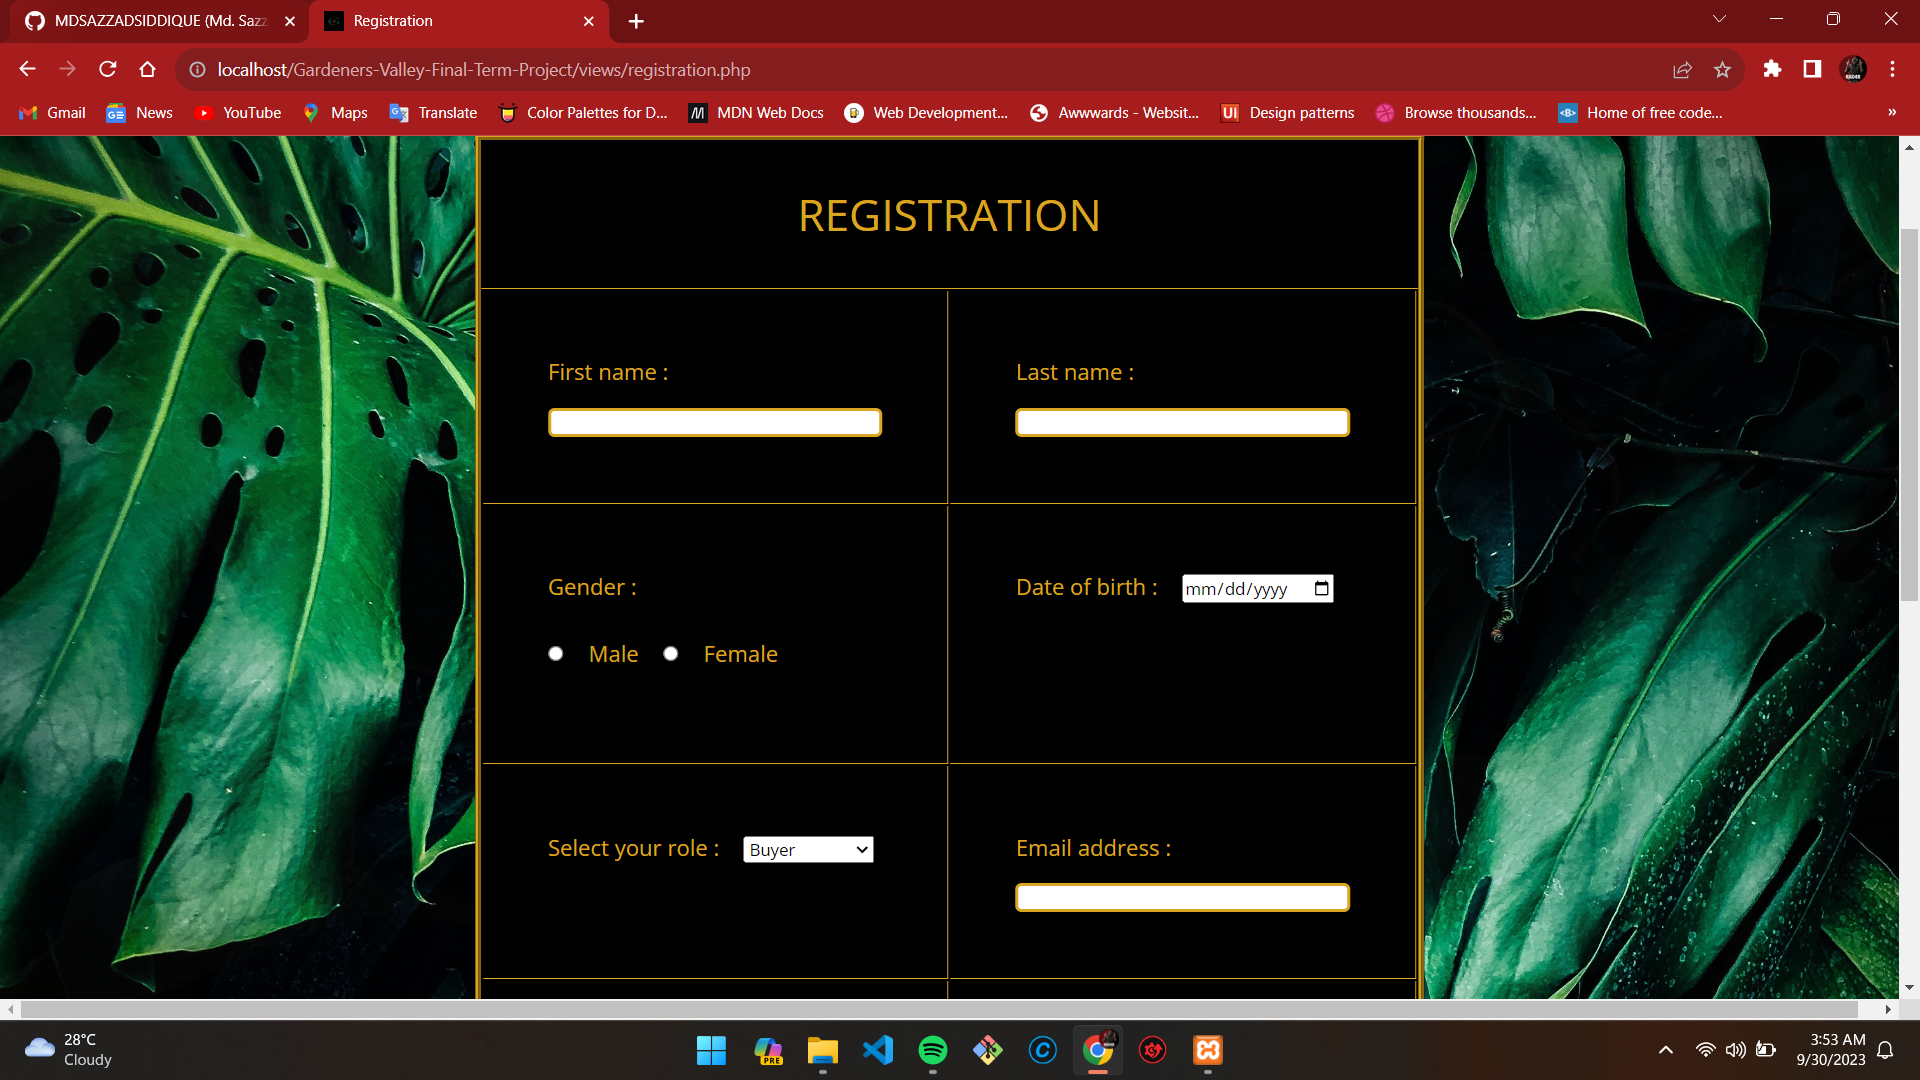 MDSAZZADSIDDIQUE (Md. Sazz
Registration
localhost/Gardeners-Valley-Final-Term-Project/views/registration.php
Gmail
News
YouTube
Maps
Translate
Color Palettes for D...
MDN Web Docs
Web Development...
Awwwards - Websit...
Design patterns
Browse thousands...
Home of free code...
»
REGISTRATION
First name :
Last name :
Gender :
Date of birth :
mm/dd/yyyy
Male
Female
Select your role :
Buyer
Email address :
28°C
Cloudy
PRE
3:53 AM
9/30/2023